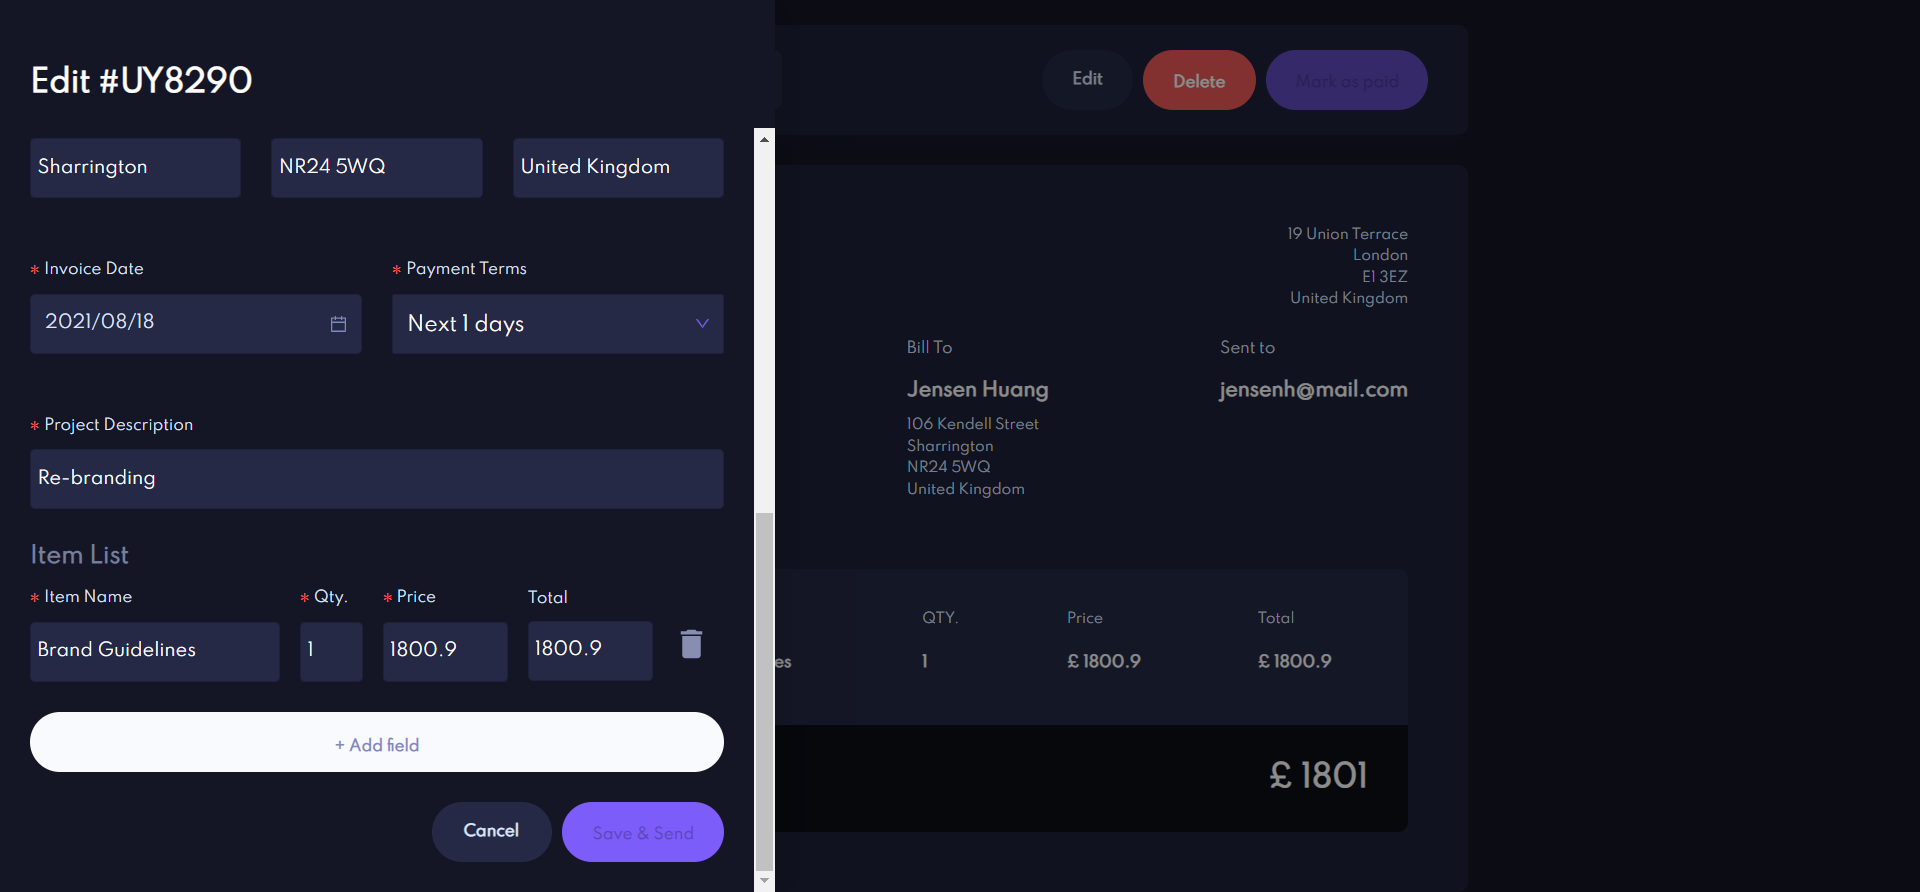 Edit #UY8290
Sharrington
NR24 5WQ
United Kingdom
* Invoice Date
* Payment Terms
2021/08/18
Next 1 days
* Project Description
Re-branding
Item List
* Item Name
* Qty.
* Price
Total
Brand Guidelines
1
1800.9
1800.9
+ Add field
Cancel
Save & Send
Edit
Delete
Mark as paid
19 Union Terrace
London
E1 3EZ
United Kingdom
Bill To
Jensen Huang
106 Kendell Street
Sharrington
NR24 5WQ
United Kingdom
Sent to
jensenh@mail.com
QTY.
Price
Total
es
1
£ 1800.9
£ 1800.9
£ 1801